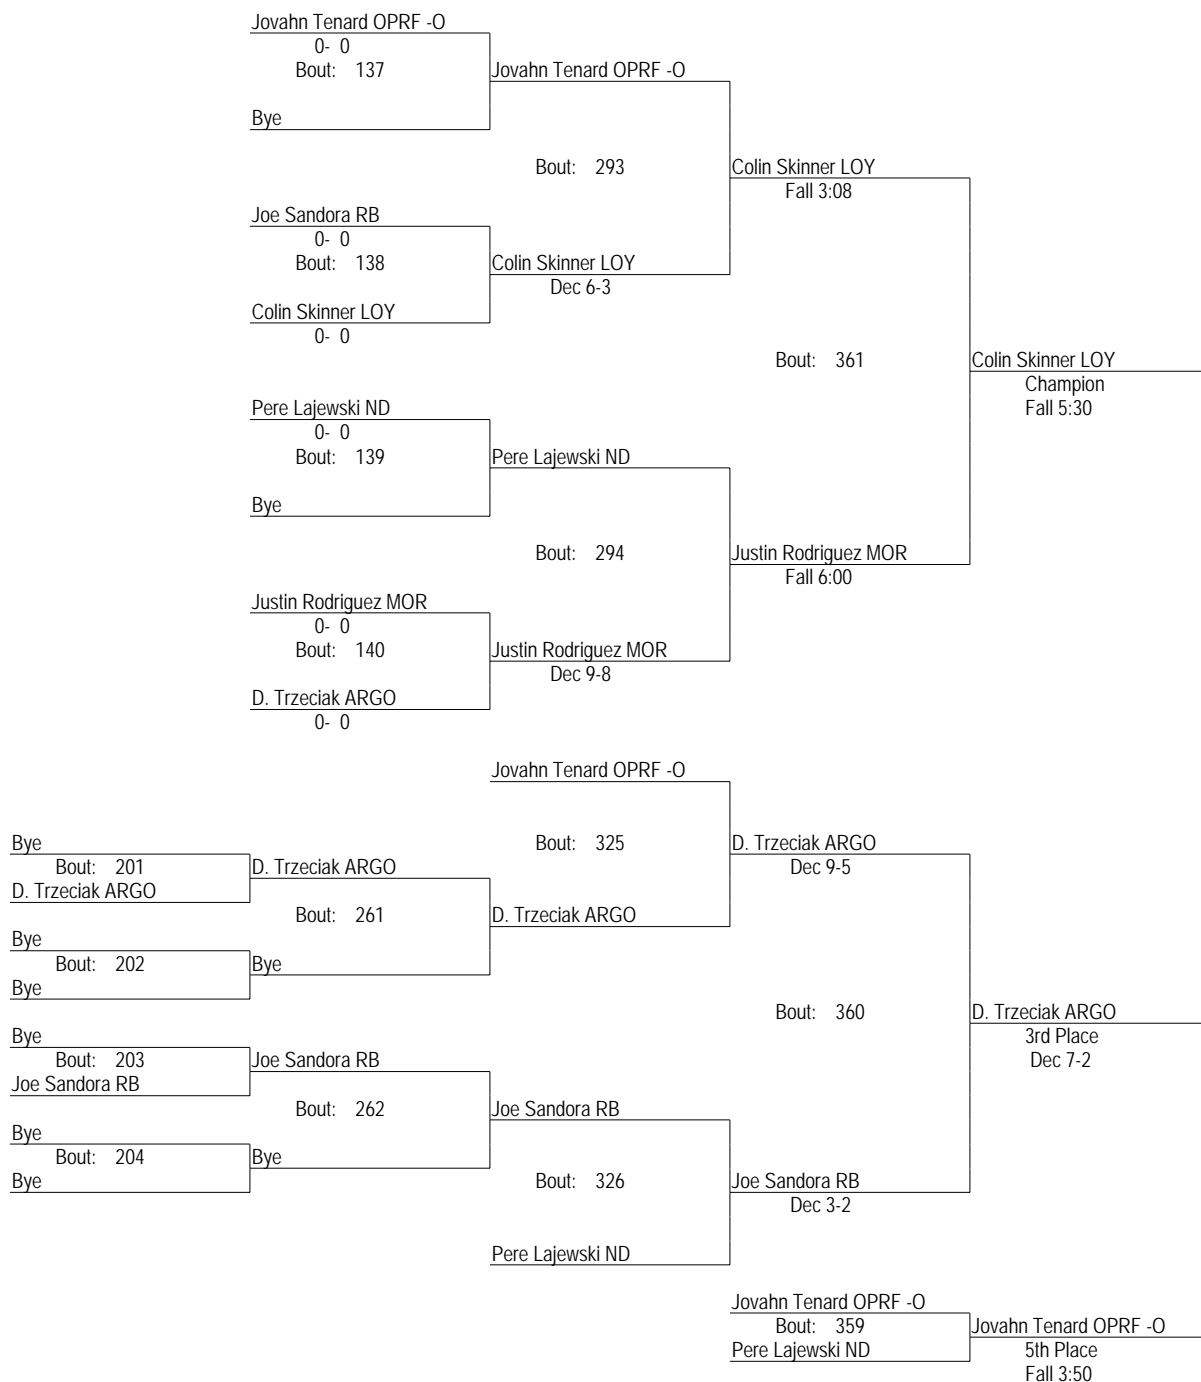 Jovahn Tenard OPRF -O
0- 0
Bout: 137
Jovahn Tenard OPRF -O
Bye
Bout: 293
Colin Skinner LOY
Fall 3:08
Joe Sandora RB
0- 0
Bout: 138
Colin Skinner LOY
Dec 6-3
Colin Skinner LOY
0- 0
Bout: 361
Colin Skinner LOY
Champion
Fall 5:30
Pere Lajewski ND
0- 0
Bout: 139
Pere Lajewski ND
Bye
Bout: 294
Justin Rodriguez MOR
Fall 6:00
Justin Rodriguez MOR
0- 0
Bout: 140
Justin Rodriguez MOR
Dec 9-8
D. Trzeciak ARGO
0- 0
Jovahn Tenard OPRF -O
Bout: 325
D. Trzeciak ARGO
Dec 9-5
Bye
Bout: 201
D. Trzeciak ARGO
D. Trzeciak ARGO
Bout: 261
D. Trzeciak ARGO
Bye
Bout: 202
Bye
Bye
Bout: 360
D. Trzeciak ARGO
3rd Place
Dec 7-2
Bye
Bout: 203
Joe Sandora RB
Joe Sandora RB
Bout: 262
Joe Sandora RB
Bye
Bout: 204
Bye
Bye
Bout: 326
Joe Sandora RB
Dec 3-2
Pere Lajewski ND
Jovahn Tenard OPRF -O
Bout: 359
Jovahn Tenard OPRF -O
Pere Lajewski ND
5th Place
Fall 3:50